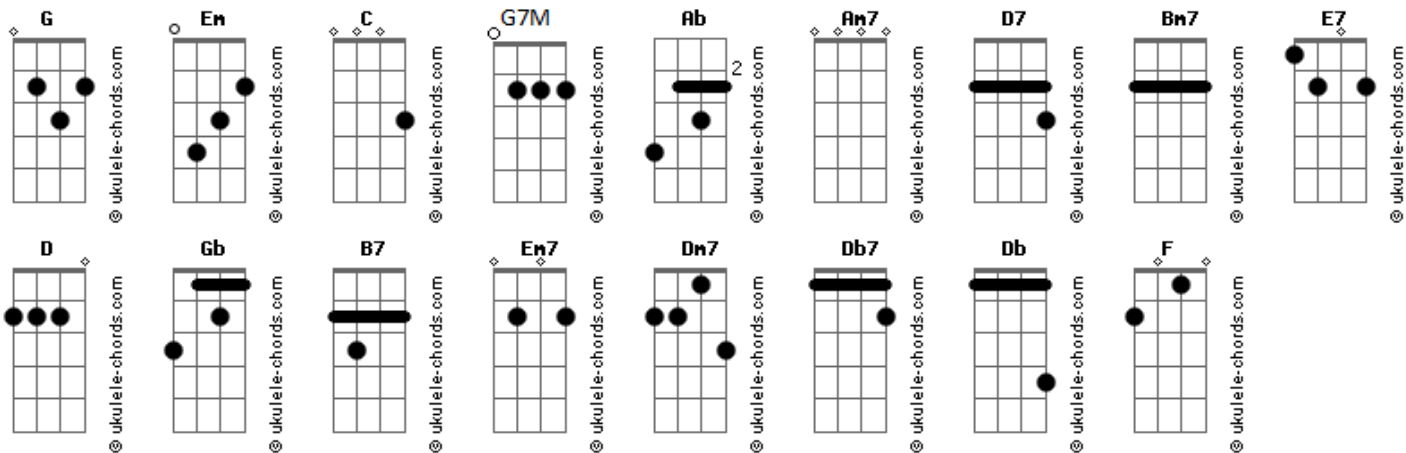 G Em C G7M Ab Am7 D7 Bm7 E7
2
© ukulele-chords.com © ukulele-chords.com © ukulele-chords.com © ukulele-chords.com © ukulele-chords.com © ukulele-chords.com © ukulele-chords.com © ukulele-chords.com © ukulele-chords.com
D Gb B7 Em7 Dm7 Db7 Db F
© ukulele-chords.com © ukulele-chords.com © ukulele-chords.com © ukulele-chords.com © ukulele-chords.com © ukulele-chords.com © ukulele-chords.com © ukulele-chords.com